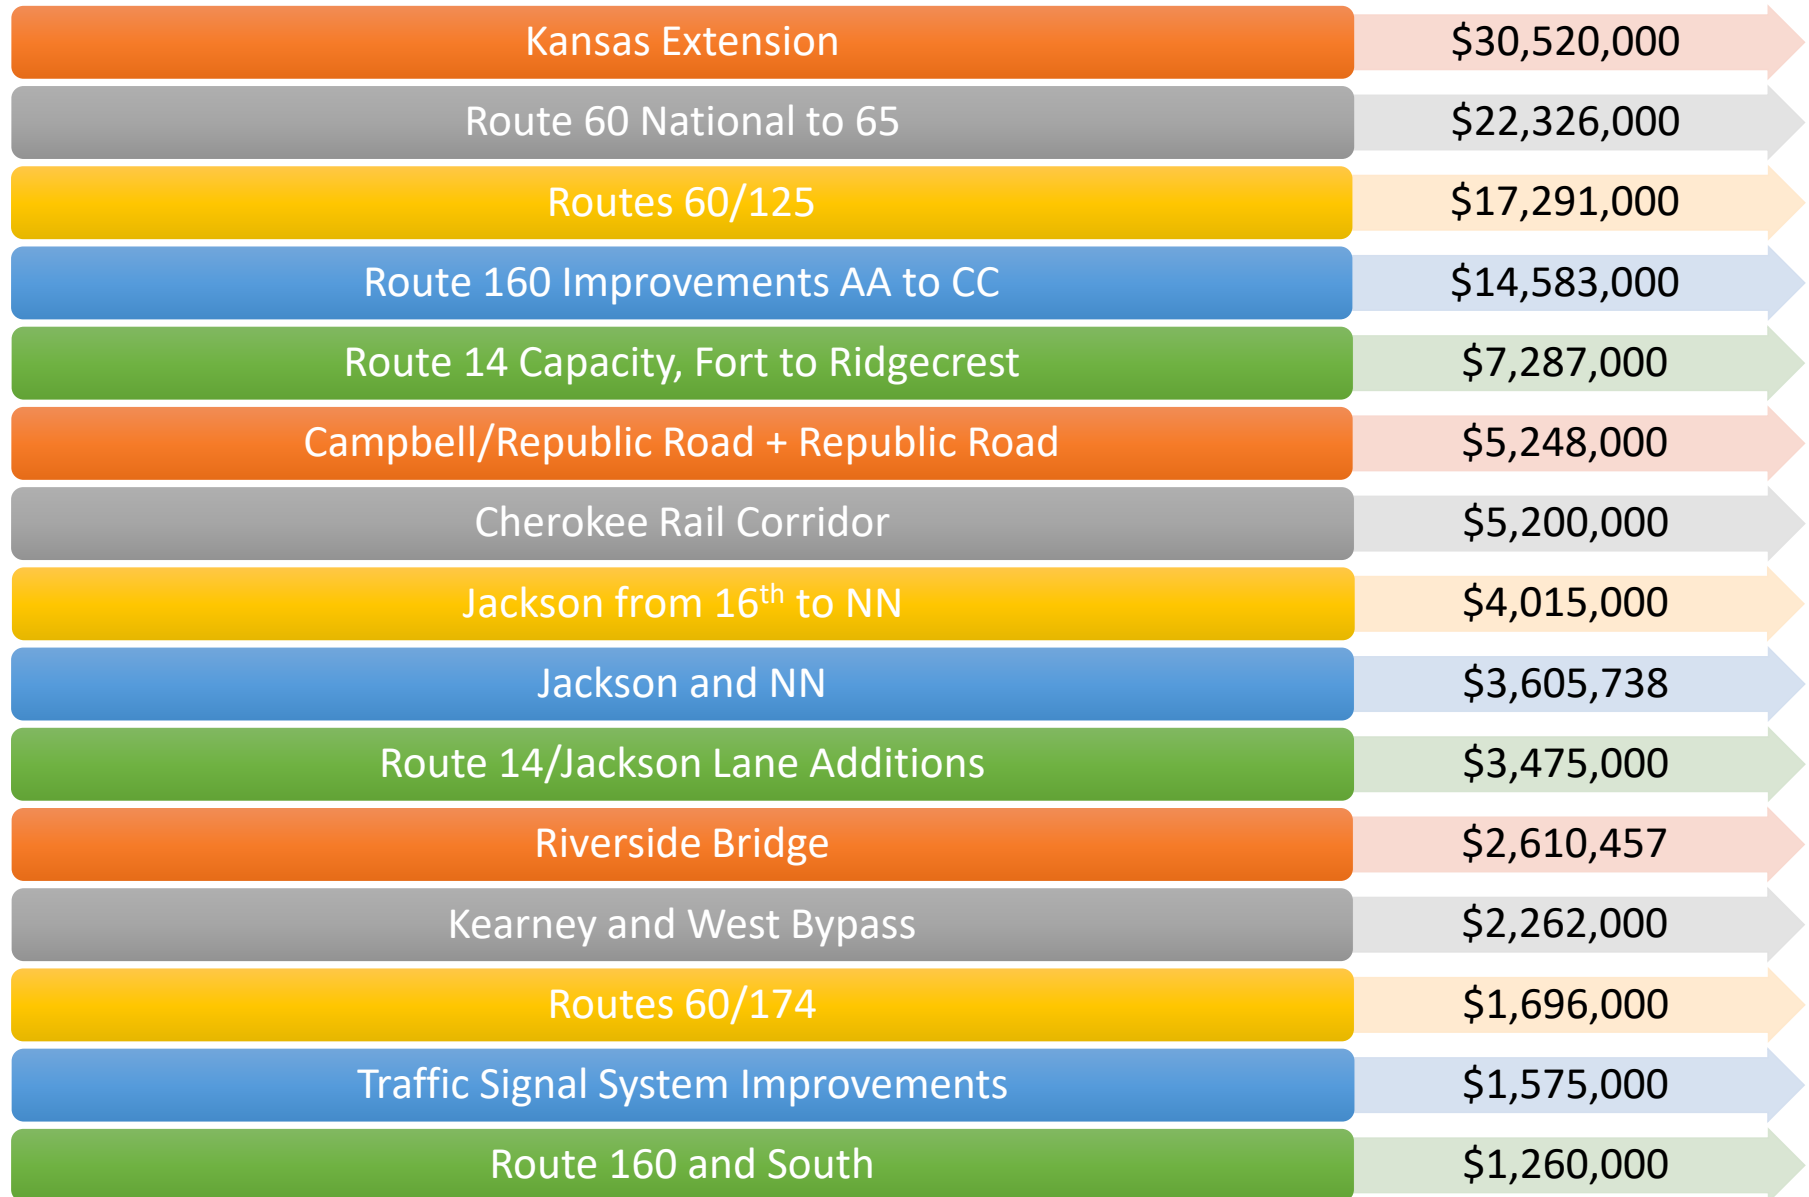 Kansas Extension $30,520,000
Route 60 National to 65 $22,326,000
Routes 60/125 $17,291,000
Route 160 Improvements AA to CC $14,583,000
Route 14 Capacity, Fort to Ridgecrest $7,287,000
Campbell/Republic Road + Republic Road $5,248,000
Cherokee Rail Corridor $5,200,000
Jackson from 16th to NN $4,015,000
Jackson and NN $3,605,738
Route 14/Jackson Lane Additions $3,475,000
Riverside Bridge $2,610,457
Kearney and West Bypass $2,262,000
Routes 60/174 $1,696,000
Traffic Signal System Improvements $1,575,000
Route 160 and South $1,260,000